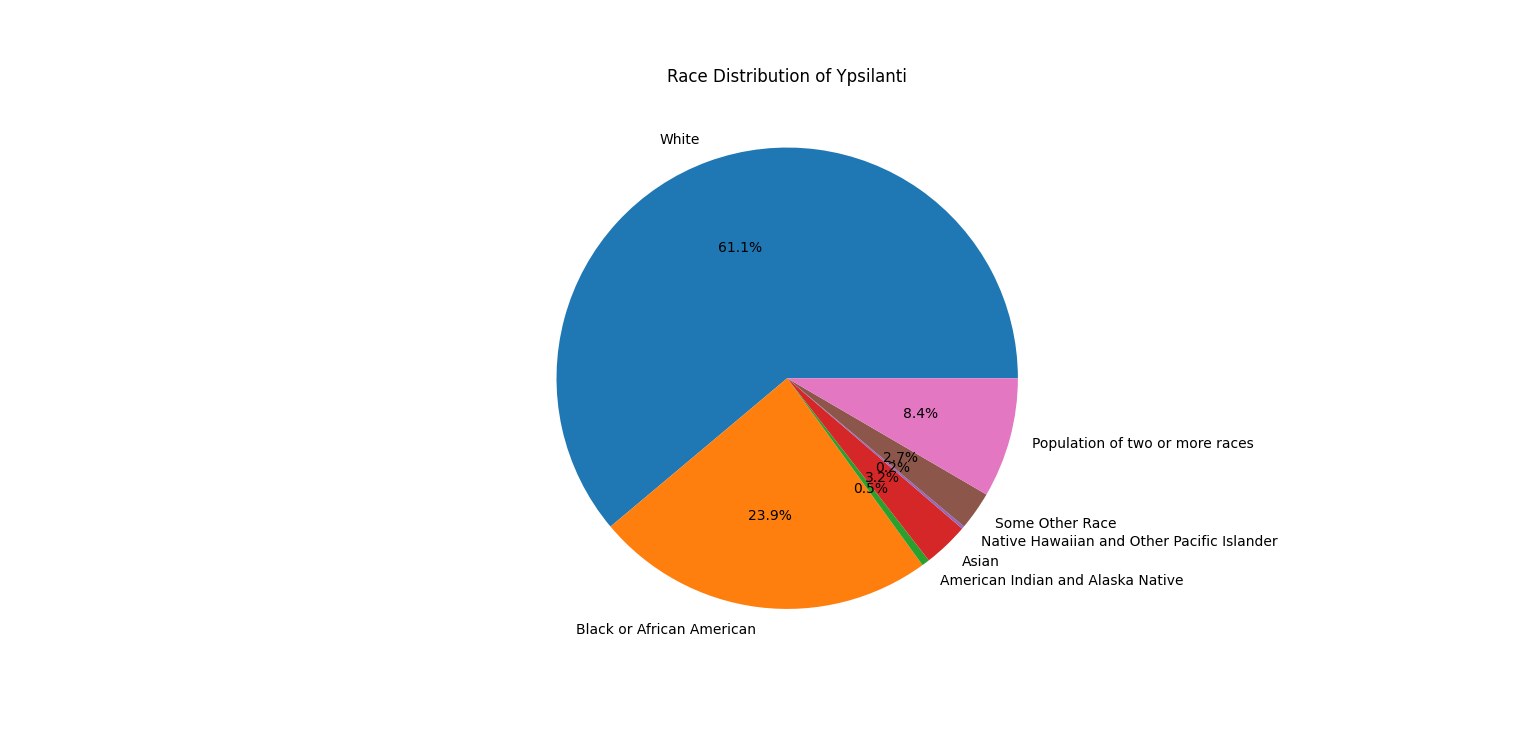 Race Distribution of Ypsilanti
White
61.1%
8.4%
Population of two or more races
2.7%
0.2%
3.2%
0.5%
23.9%
Some Other Race
Native Hawaiian and Other Pacific Islander
Asian
American Indian and Alaska Native
Black or African American